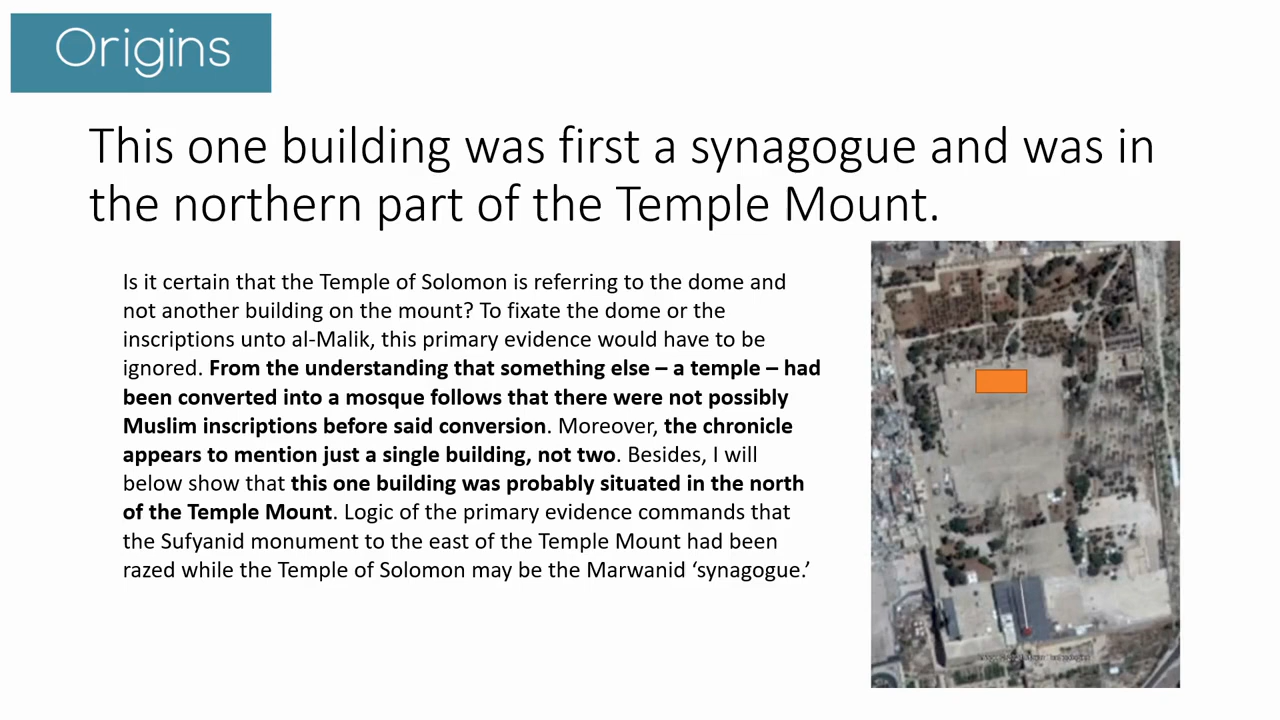 Origins
This one building was first a synagogue and was in
the northern part of the Temple Mount.
Is it certain that the Temple of Solomon is referring to the dome and
not another building on the mount? To fixate the dome or the
inscriptions unto al-Malik, this primary evidence would have to be
ignored. From the understanding that something else – a temple – had
been converted into a mosque follows that there were not possibly
Muslim inscriptions before said conversion. Moreover, the chronicle
appears to mention just a single building, not two. Besides, I will
below show that this one building was probably situated in the north
of the Temple Mount. Logic of the primary evidence commands that
the Sufyanid monument to the east of the Temple Mount had been
razed while the Temple of Solomon may be the Marwanid ‘synagogue.’